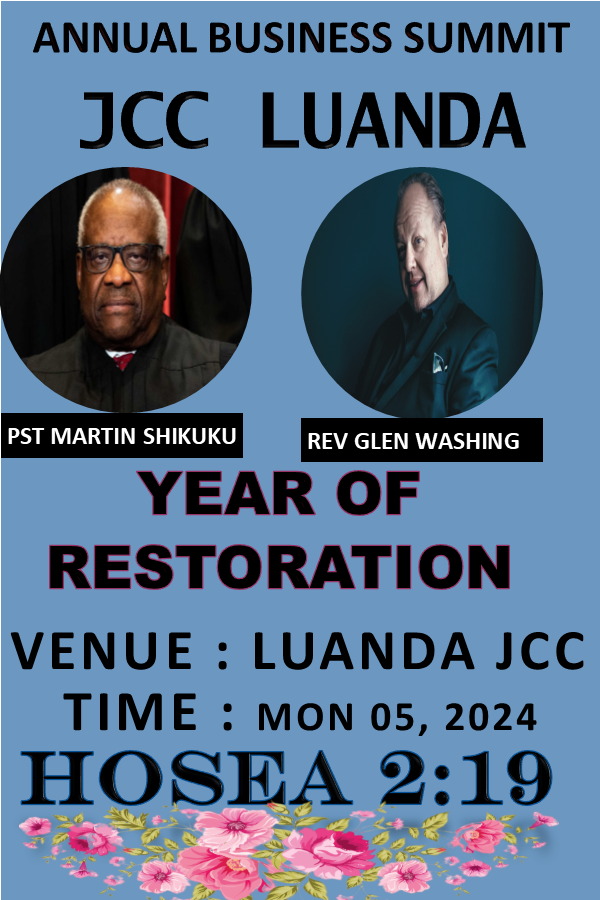 ANNUAL BUSINESS SUMMIT
JCC LUANDA
PST MARTIN SHIKUKU
REV GLEN WASHING
YEAR OF
RESTORATION
VENUE : LUANDA JCC
TIME : MON 05, 2024
HOSEA 2:19